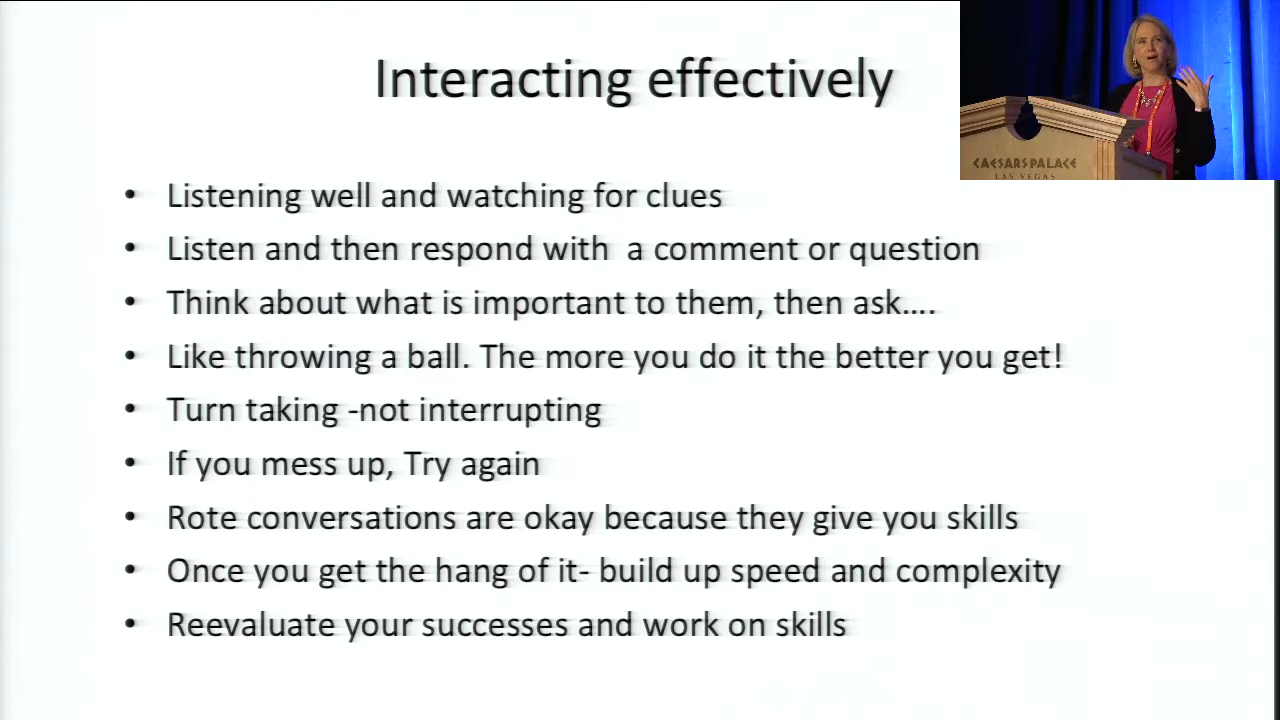 Interacting effectively
CAESARS PALACE
LAS VEGAS
• Listening well and watching for clues
• Listen and then respond with  a comment or question
• Think about what is important to them, then ask....
• Like throwing a ball. The more you do it the better you get!
• Turn taking -not interrupting
• If you mess up, Try again
• Rote conversations are okay because they give you skills
• Once you get the hang of it- build up speed and complexity
• Reevaluate your successes and work on skills